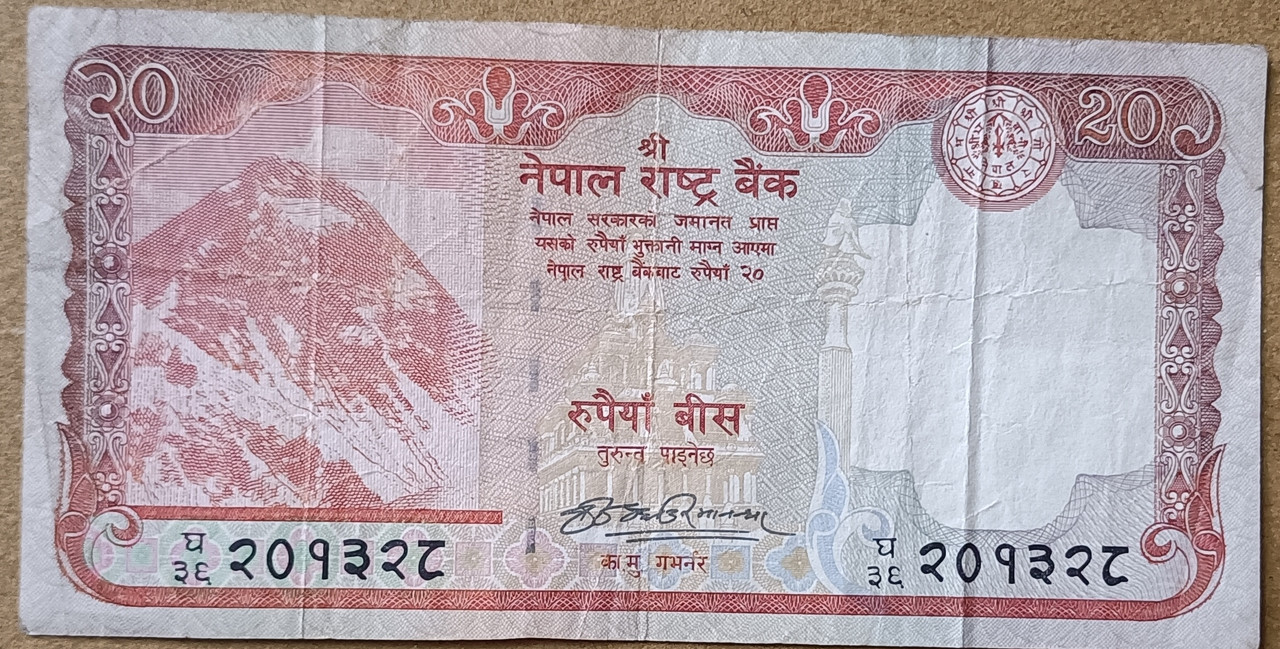 २०
२०
श्री
नेपाल राष्ट्र बैंक
नेपाल सरकारको जमानत प्राप्त
यसको रुपैयाँ भुक्तानी माग्न आएमा
नेपाल राष्ट्र बैंकबाट रुपैयाँ २०
रुपैयाँ बीस
तुरुन्त पाइनेछ
का मु गभर्नर
घ
३६ २०१३२८
घ
३६ २०१३२८